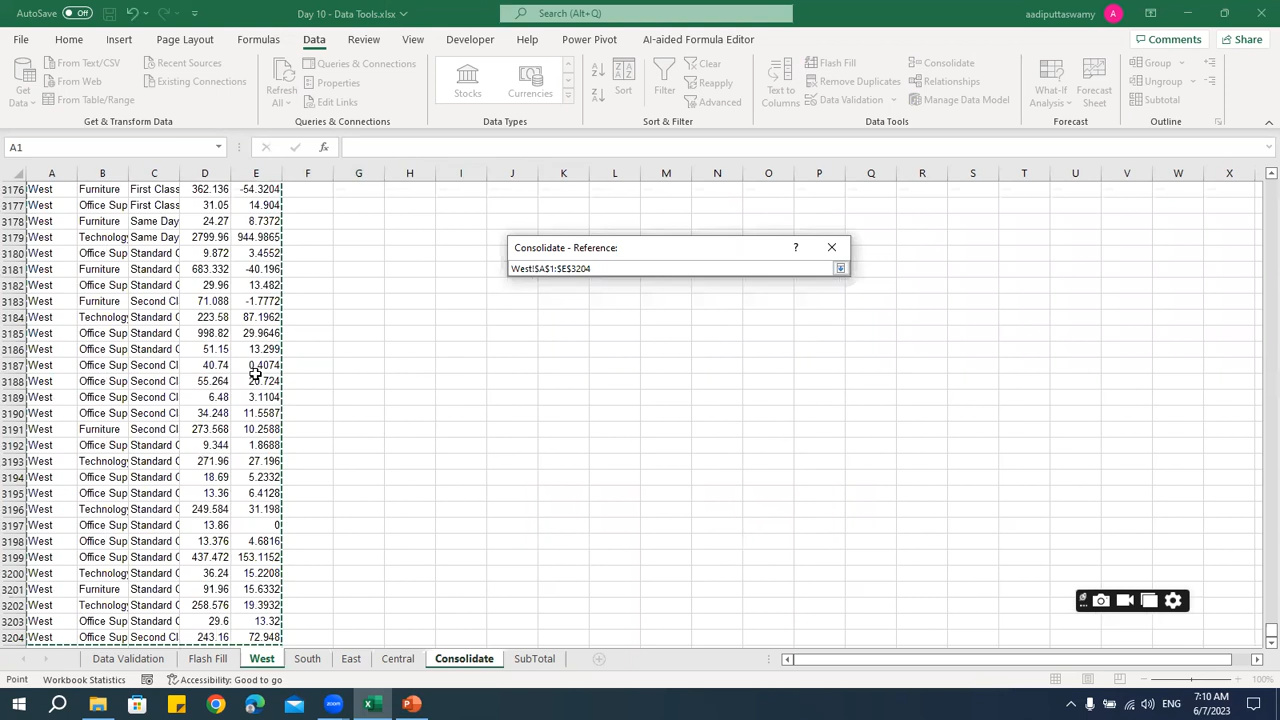 AutoSave Off Day 10 - Data Tools.xlsx Search (Alt+Q) aadiputtaswamy A
File Home Insert Page Layout Formulas Data Review View Developer Help Power Pivot AI-aided Formula Editor Comments Share
Get Data From Text/CSV From Web From Table/Range Recent Sources Existing Connections
Refresh All Queries & Connections Properties Edit Links
Stocks Currencies
Sort Filter Clear Reapply Advanced
Text to Columns Flash Fill Remove Duplicates Data Validation Consolidate Relationships Manage Data Model
What-If Analysis Forecast Sheet Group Ungroup Subtotal
Get & Transform Data Queries & Connections Data Types Sort & Filter Data Tools Forecast Outline
A1 fx
A B C D E F G H I J K L M N O P Q R S T U V W X
3176 West Furniture First Class 362.136 -54.3204
3177 West Office Sup First Class 31.05 14.904
3178 West Furniture Same Day 24.27 8.7372
3179 West Technology Same Day 2799.96 944.9865
3180 West Office Sup Standard C 9.872 3.4552
3181 West Furniture Standard C 683.332 -40.196
3182 West Office Sup Standard C 29.96 13.482
3183 West Furniture Second Cl 71.088 -1.7772
3184 West Technology Standard C 223.58 87.1962
3185 West Office Sup Standard C 998.82 29.9646
3186 West Office Sup Standard C 51.15 13.299
3187 West Office Sup Second Cl 40.74 0.4074
3188 West Office Sup Second Cl 55.264
3189 West Office Sup Second Cl 6.48 3.1104
3190 West Office Sup Second Cl 34.248 11.5587
3191 West Furniture Second Cl 273.568 10.2588
3192 West Office Sup Standard C 9.344 1.8688
3193 West Technology Standard C 271.96 27.196
3194 West Office Sup Standard C 18.69 5.2332
3195 West Office Sup Standard C 13.36 6.4128
3196 West Technology Standard C 249.584 31.198
3197 West Office Sup Standard C 13.86 0
3198 West Office Sup Standard C 13.376 4.6816
3199 West Office Sup Standard C 437.472 153.1152
3200 West Technology Standard C 36.24 15.2208
3201 West Furniture Standard C 91.96 15.6332
3202 West Technology Standard C 258.576 19.3932
3203 West Office Sup Standard C 29.6 13.32
3204 West Office Sup Second Cl 243.16 72.948
Consolidate - Reference: ?
West!$A$1:$E$3204
Data Validation Flash Fill West South East Central Consolidate SubTotal
Point Workbook Statistics Accessibility: Good to go 100%
zoom ENG 7:10 AM
6/7/2023